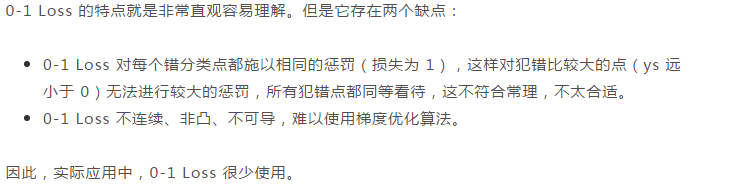 0-1 Loss 的特点就是非常直观容易理解。但是它存在两个缺点：
0-1 Loss 对每个错分类点都施以相同的惩罚（损失为 1），这样对犯错比较大的点（ys 远
小于 0）无法进行较大的惩罚，所有犯错点都同等看待，这不符合常理，不太合适。
0-1 Loss 不连续、非凸、不可导，难以使用梯度优化算法。
因此，实际应用中，0-1 Loss 很少使用。